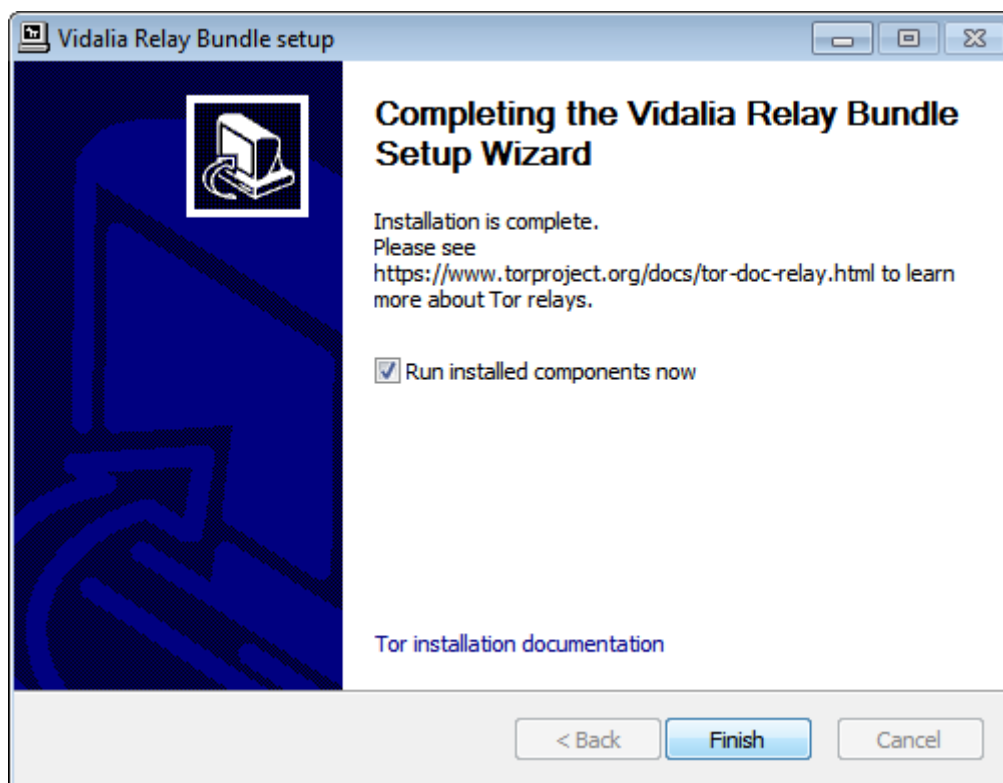 Vidalia Relay Bundle setup
Completing the Vidalia Relay Bundle
Setup Wizard
Installation is complete.
Please see
https://www.torproject.org/docs/tor-doc-relay.html to learn
more about Tor relays.
Run installed components now
Tor installation documentation
< Back
Finish
Cancel